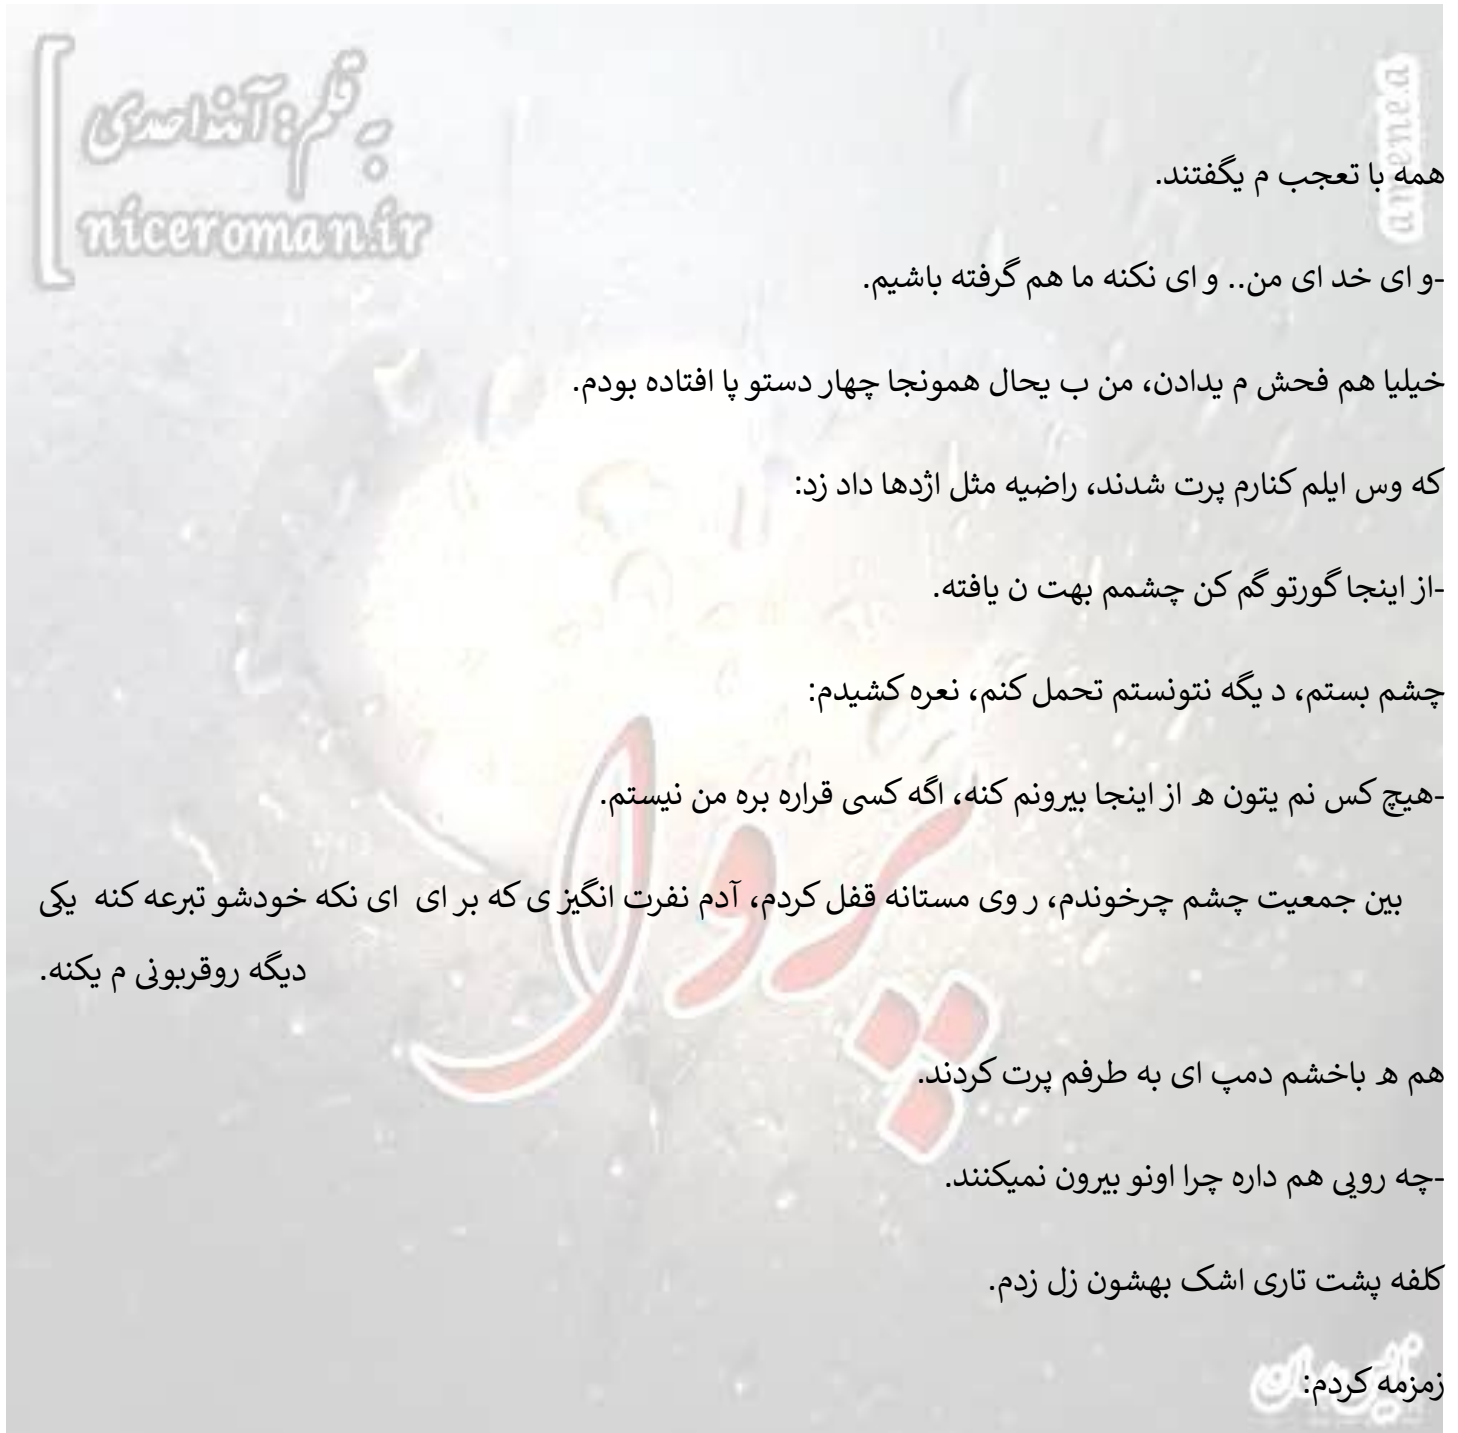 به قلم: آمنه احمدی
niceroman.ir
amene.a
همه با تعجب م یگفتند.
-و ای خد ای من.. و ای نکنه ما هم گرفته باشیم.
خیلیا هم فحش م یدادن، من ب یحال همونجا چهار دستو پا افتاده بودم.
که وس ایلم کنارم پرت شدند، راضیه مثل اژدها داد زد:
-از اینجا گورتو گم کن چشمم بهت ن یافته.
چشم بستم، د یگه نتونستم تحمل کنم، نعره کشیدم:
-هیچ کس نم یتون ه از اینجا بیرونم کنه، اگه کسی قراره بره من نیستم.
بین جمعیت چشم چرخوندم، ر وی مستانه قفل کردم، آدم نفرت انگیز ی که بر ای ای نکه خودشو تبرعه کنه یکی
دیگه روقربونی م یکنه.
پروا
هم ه باخشم دمپ ای به طرفم پرت کردند.
-چه رویی هم داره چرا اونو بیرون نمیکنند.
کلفه پشت تاری اشک بهشون زل زدم.
زمزمه کردم: